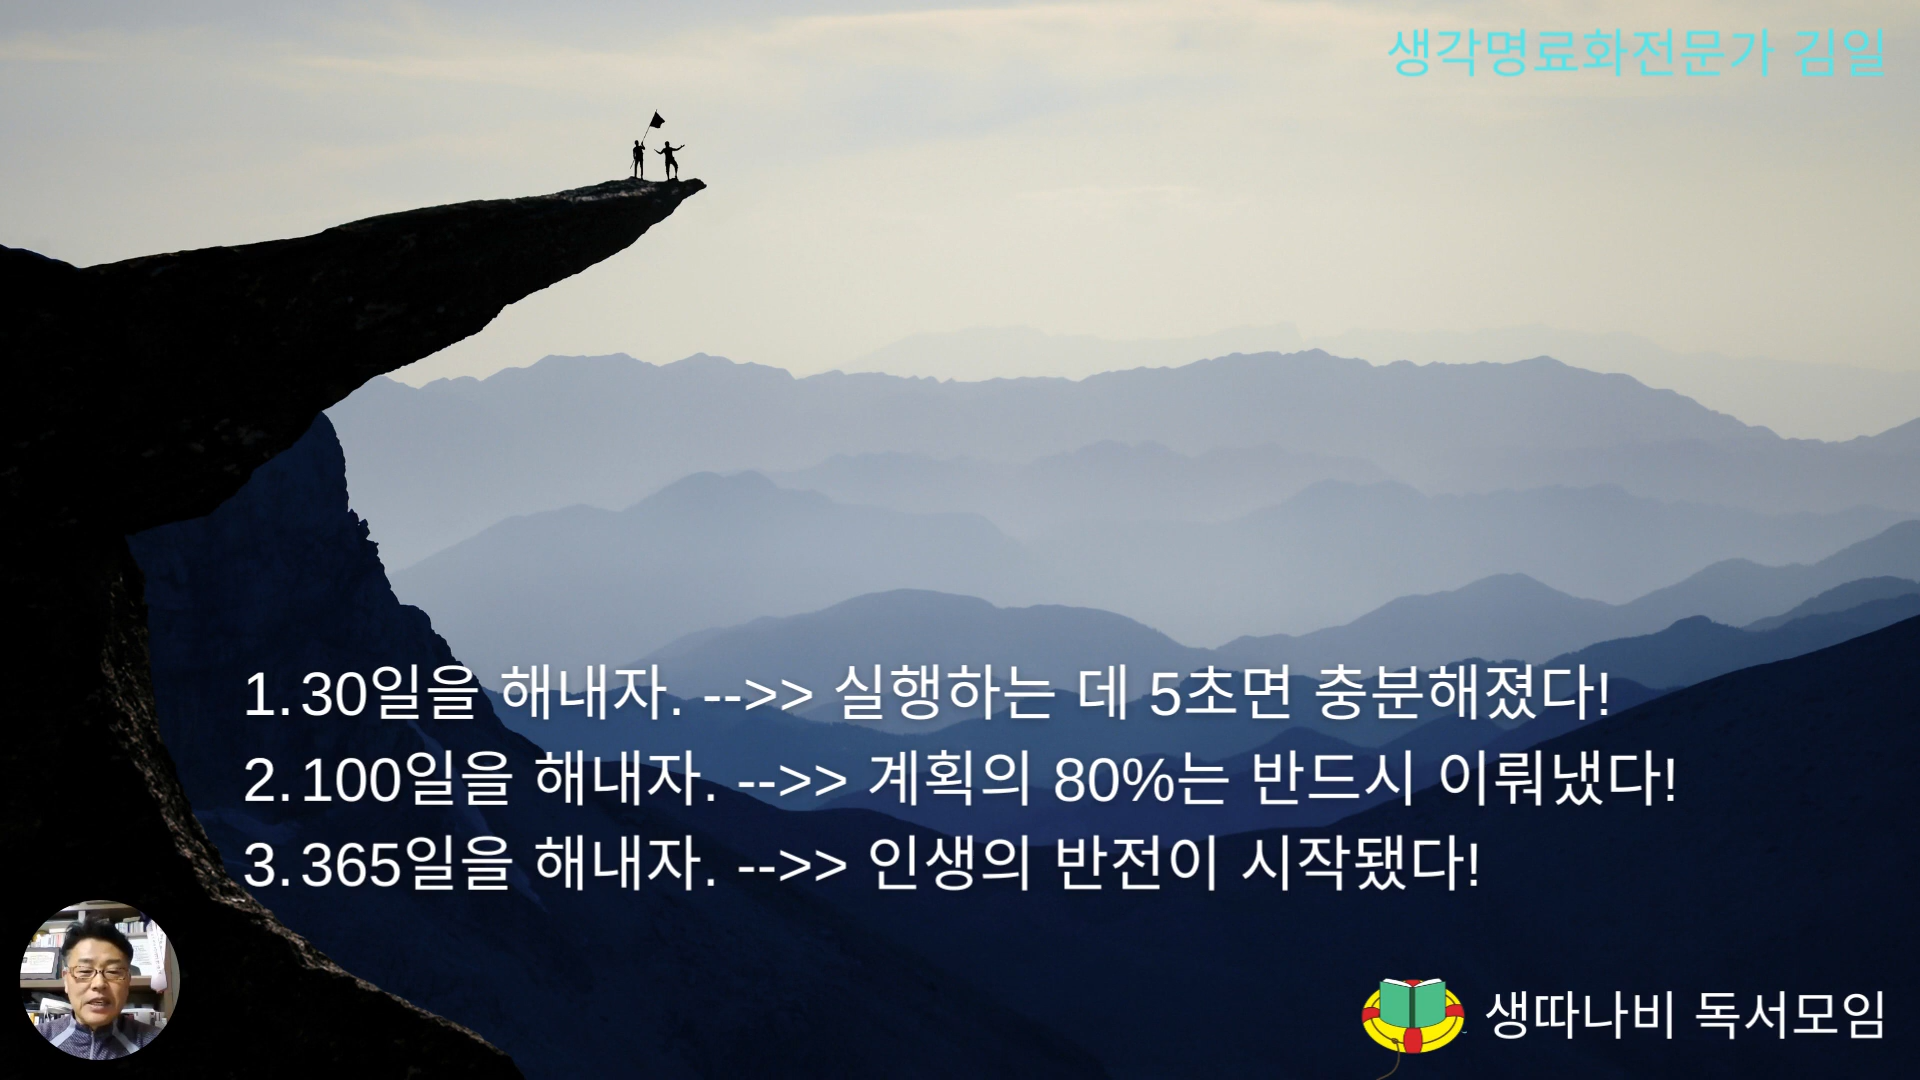 생각명료화전문가 김일
1. 30일을 해내자. -->> 실행하는 데 5초면 충분해졌다!
2. 100일을 해내자. -->> 계획의 80%는 반드시 이뤄냈다!
3. 365일을 해내자. -->> 인생의 반전이 시작됐다!
생따나비 독서모임